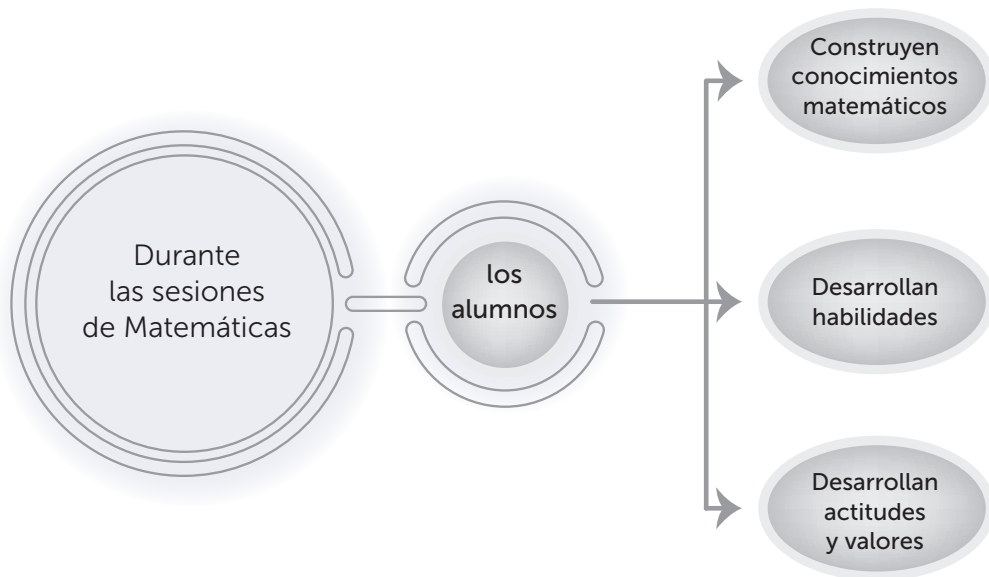 Durante
las sesiones
de Matemáticas
los
alumnos
Construyen
conocimientos
matemáticos
Desarrollan
habilidades
Desarrollan
actitudes
y valores